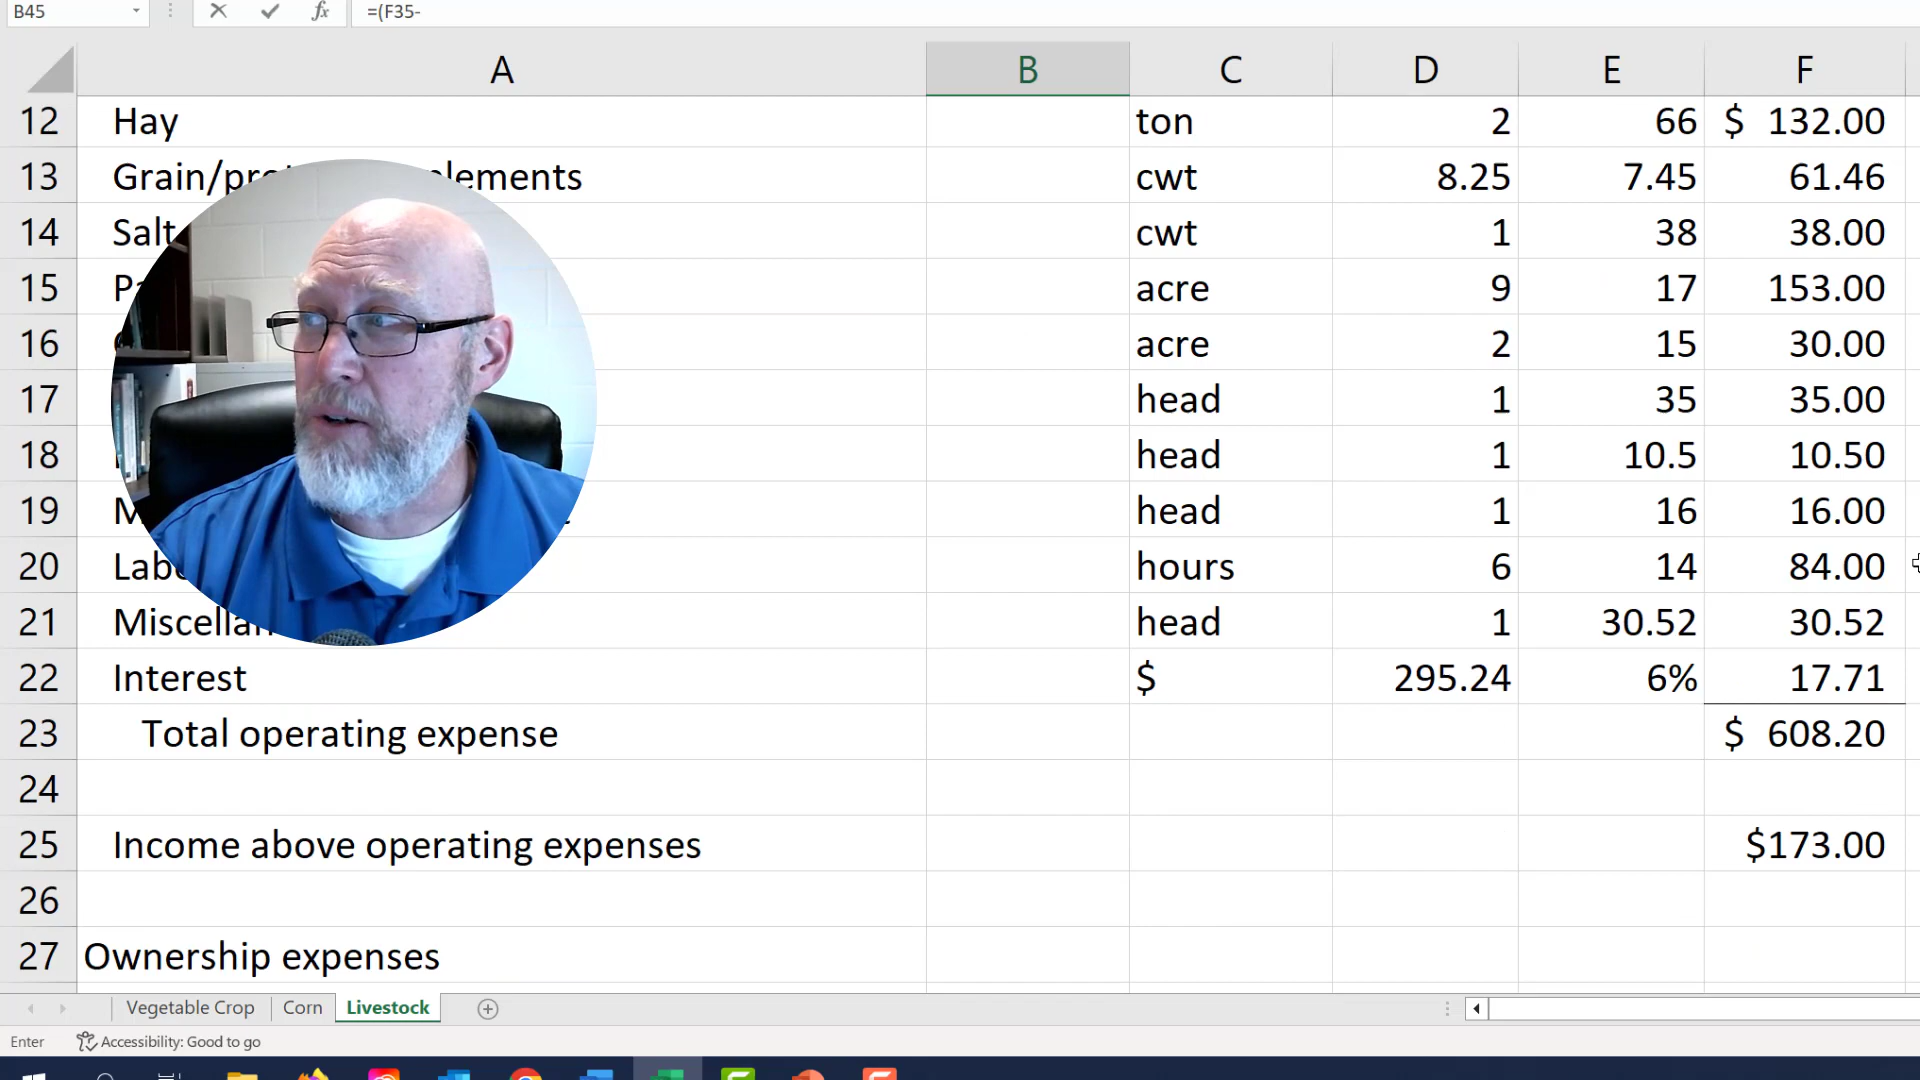 B45 fx =(F35-
A B C D E F
12 Hay ton 2 66 $ 132.00
13 cwt 8.25 7.45 61.46
14 Salt cwt 1 38 38.00
15 acre 9 17 153.00
16 acre 2 15 30.00
17 head 1 35 35.00
18 head 1 10.5 10.50
19 head 1 16 16.00
20 hours 6 14 84.00
21 head 1 30.52 30.52
22 Interest $ 295.24 6% 17.71
23 Total operating expense $ 608.20
24
25 Income above operating expenses $173.00
26
27 Ownership expenses
Vegetable Crop Corn Livestock
Enter Accessibility: Good to go